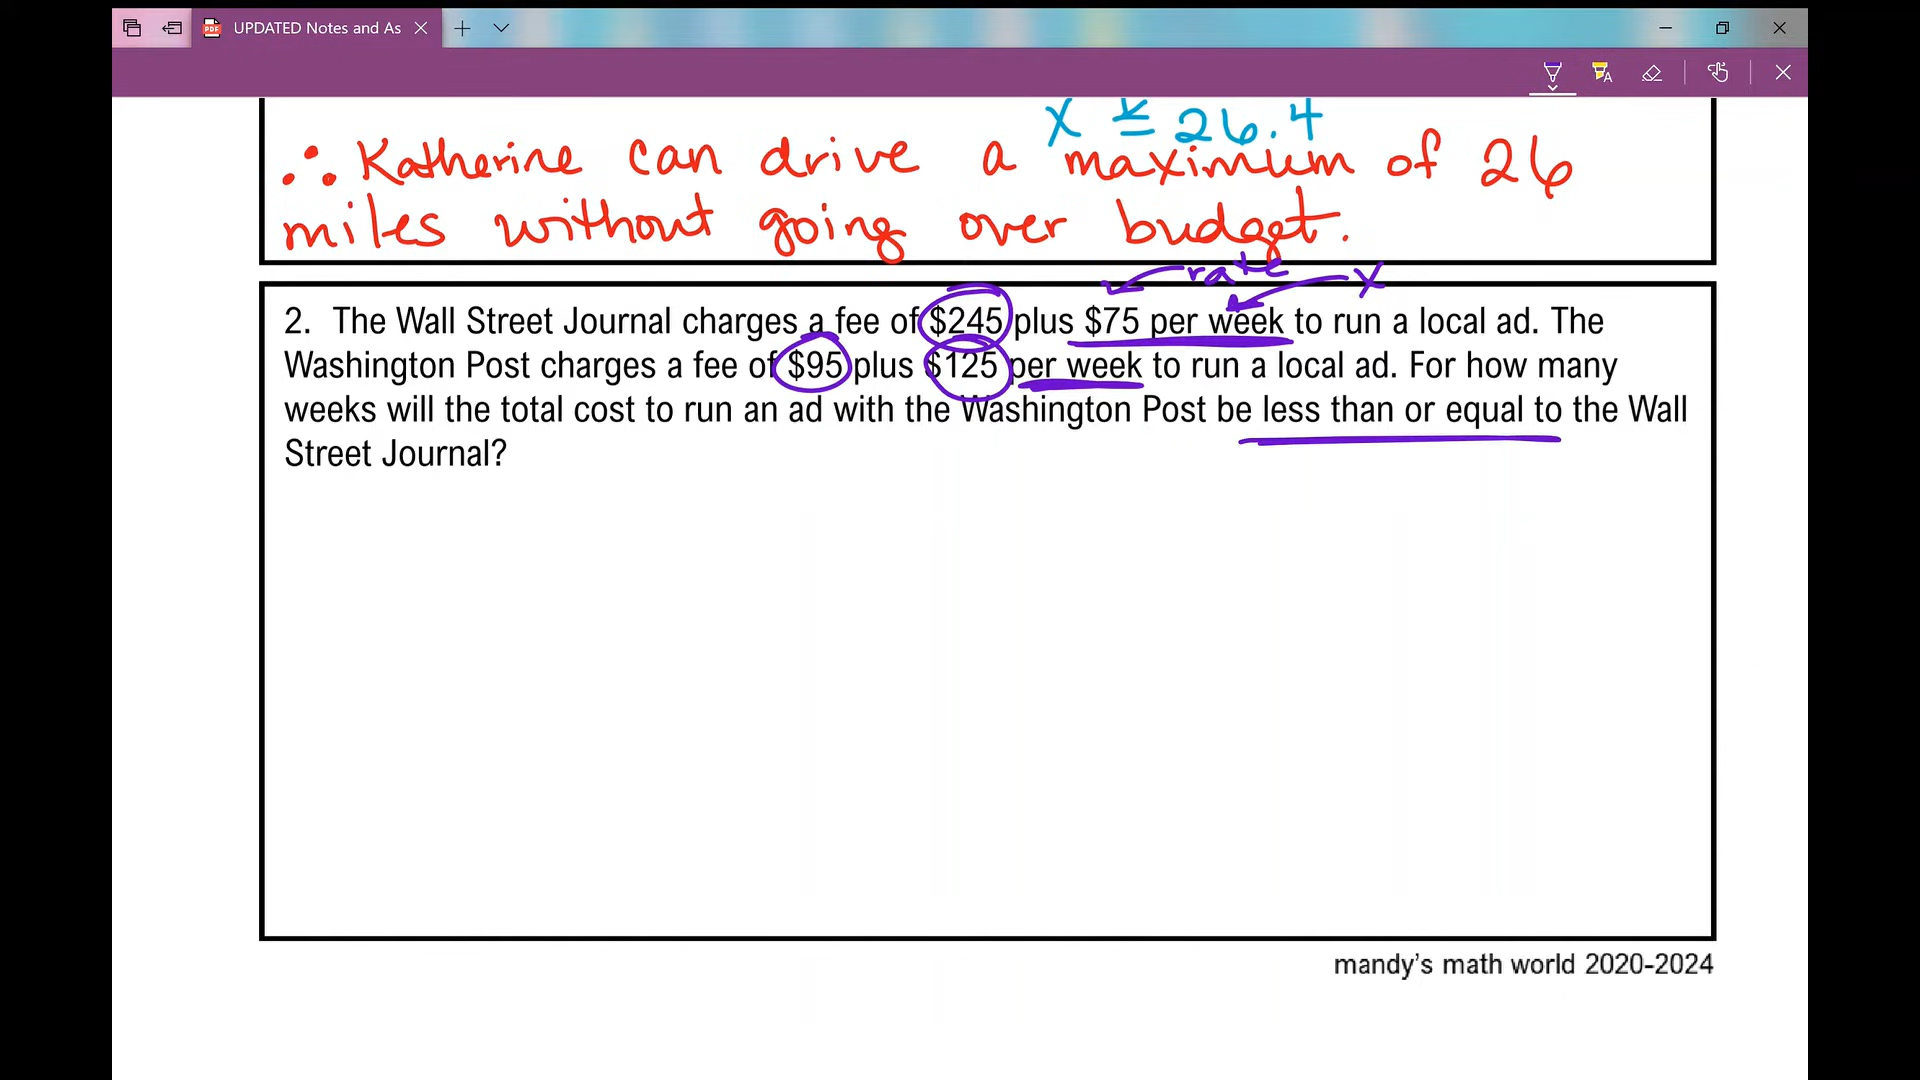 UPDATED Notes and As
x ≤ 26.4
∴ Katherine can drive a maximum of 26
miles without going over budget.
rate x
2. The Wall Street Journal charges a fee of $245 plus $75 per week to run a local ad. The
Washington Post charges a fee of $95 plus $125 per week to run a local ad. For how many
weeks will the total cost to run an ad with the Washington Post be less than or equal to the Wall
Street Journal?
mandy's math world 2020-2024